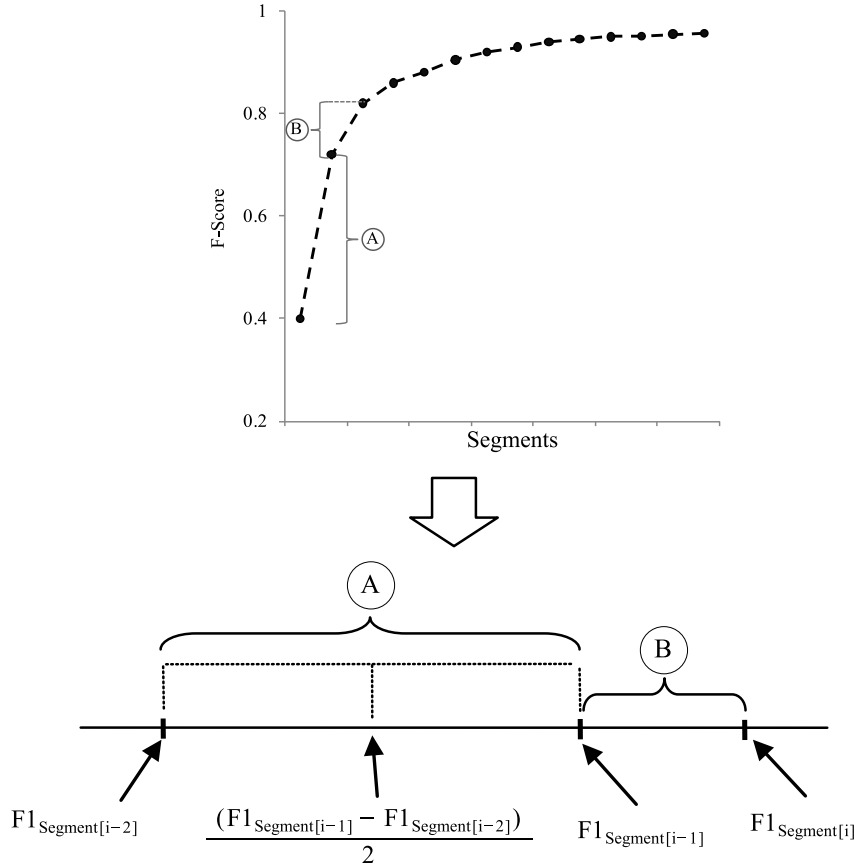 1
0.8
B
0.6
F-Score
A
0.4
0.2
Segments
A
B
F1Segment[i−2]
(F1Segment[i−1] − F1Segment[i−2])
2
F1Segment[i−1]
F1Segment[i]